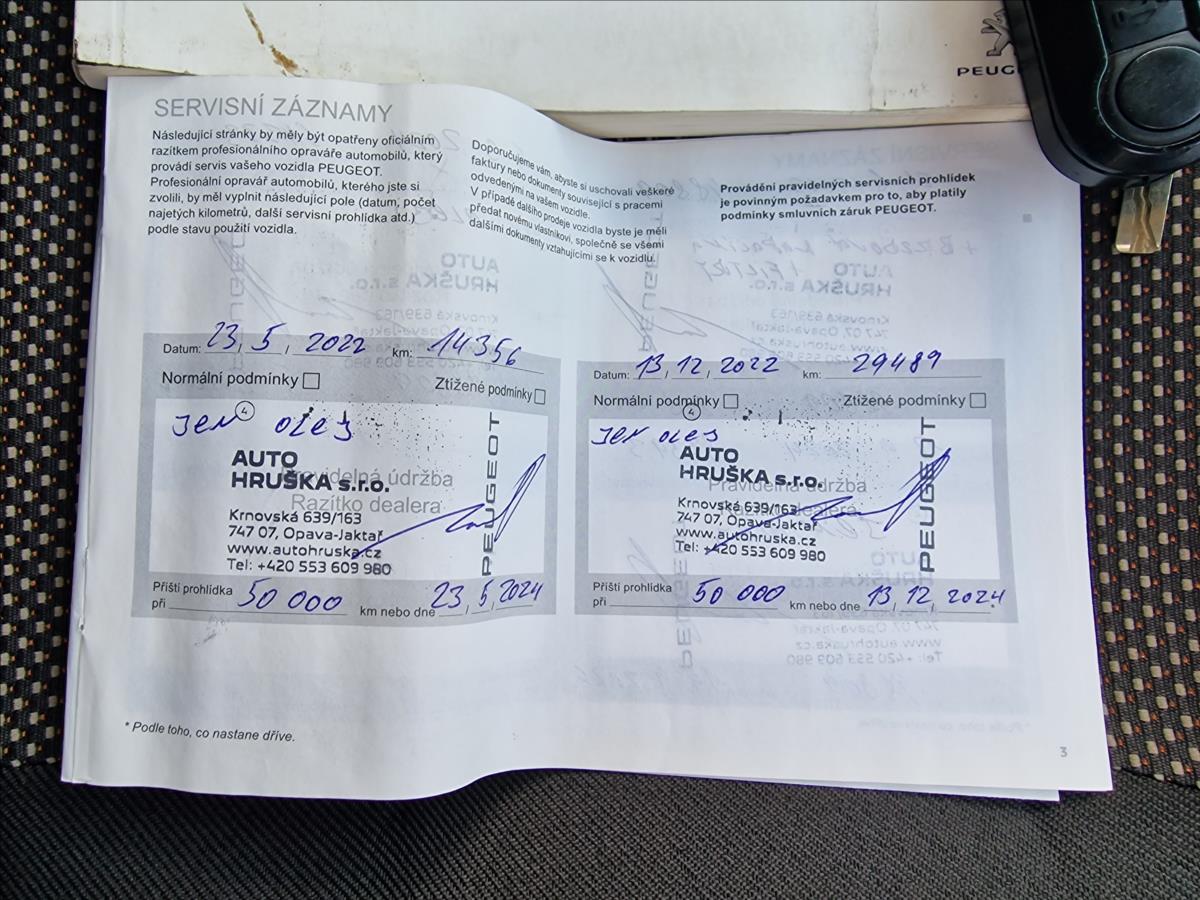 PEUG
SERVISNÍ ZÁZNAMY
Následující stránky by měly být opatřeny oficiálním
razítkem profesionálního opraváře automobilů, který
provádí servis vašeho vozidla PEUGEOT.
Profesionální opravář automobilů, kterého jste si
zvolili, by měl vyplnit následující pole (datum, počet
najetých kilometrů, další servisní prohlídka atd.)
podle stavu použití vozidla.
Doporučujeme vám, abyste si uschovali veškeré
faktury nebo dokumenty související s pracemi
odvedenými na vašem vozidle.
V případě dalšího prodeje vozidla byste je měli
předat novému vlastníkovi, společně se všemi
dalšími dokumenty vztahujícími se k vozidlu.
Provádění pravidelných servisních prohlídek
je povinným požadavkem pro to, aby platily
podmínky smluvních záruk PEUGEOT.
Datum: 23, 5, 2022 km: 14356
Normální podmínky Ztížené podmínky
4
JEN OLEJ
AUTO
HRUŠKA s.r.o.
Pravidelná údržba
Razítko dealera
Krnovská 639/163
747 07, Opava-Jaktař
www.autohruska.cz
Tel: +420 553 609 980
PEUGEOT
Příští prohlídka
při 50 000 km nebo dne 23, 5, 2024
Datum: 13, 12, 2022 km: 29489
Normální podmínky Ztížené podmínky
4
JEN OLEJ
AUTO
HRUŠKA s.r.o.
Pravidelná údržba
Razítko dealera
Krnovská 639/163
747 07, Opava-Jaktař
www.autohruska.cz
Tel: +420 553 609 980
PEUGEOT
Příští prohlídka
při 50 000 km nebo dne 13, 12, 2024
* Podle toho, co nastane dříve.
3